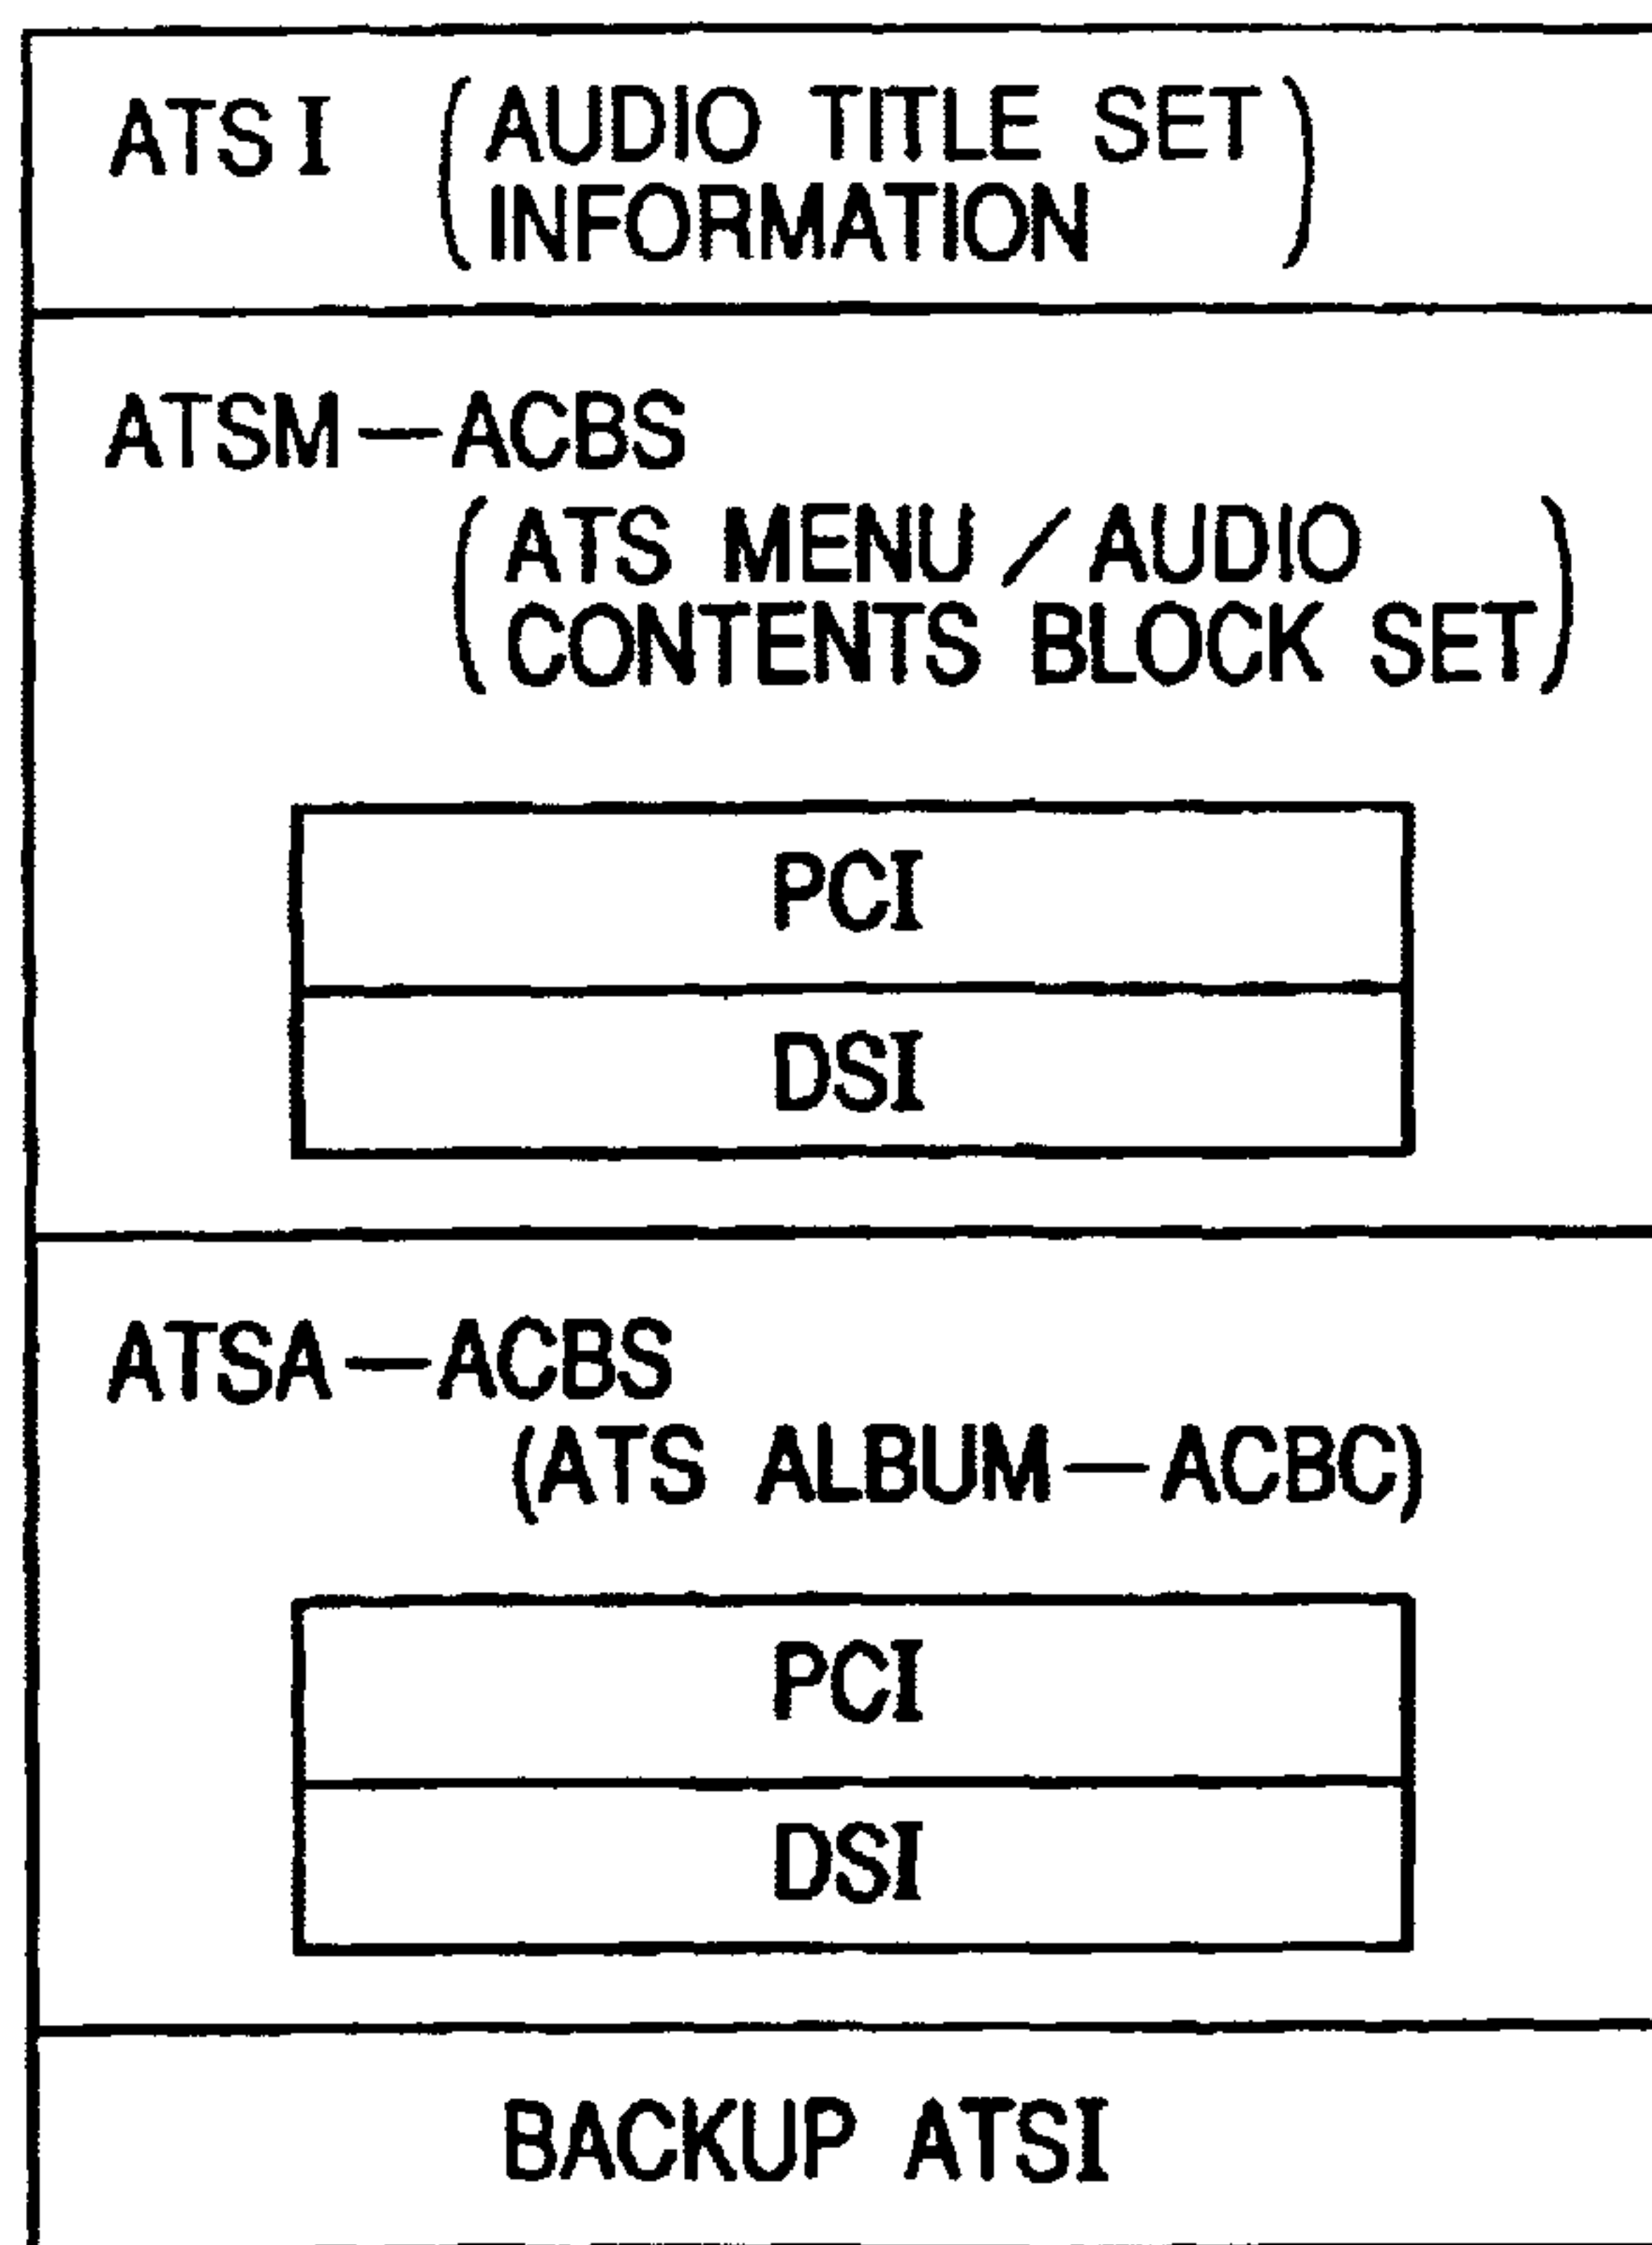 ATSI (AUDIO TITLE SET
INFORMATION)
ATSM—ACBS
(ATS MENU/AUDIO
CONTENTS BLOCK SET)
PCI
DSI
ATSA—ACBS
(ATS ALBUM—ACBC)
PCI
DSI
BACKUP ATSI